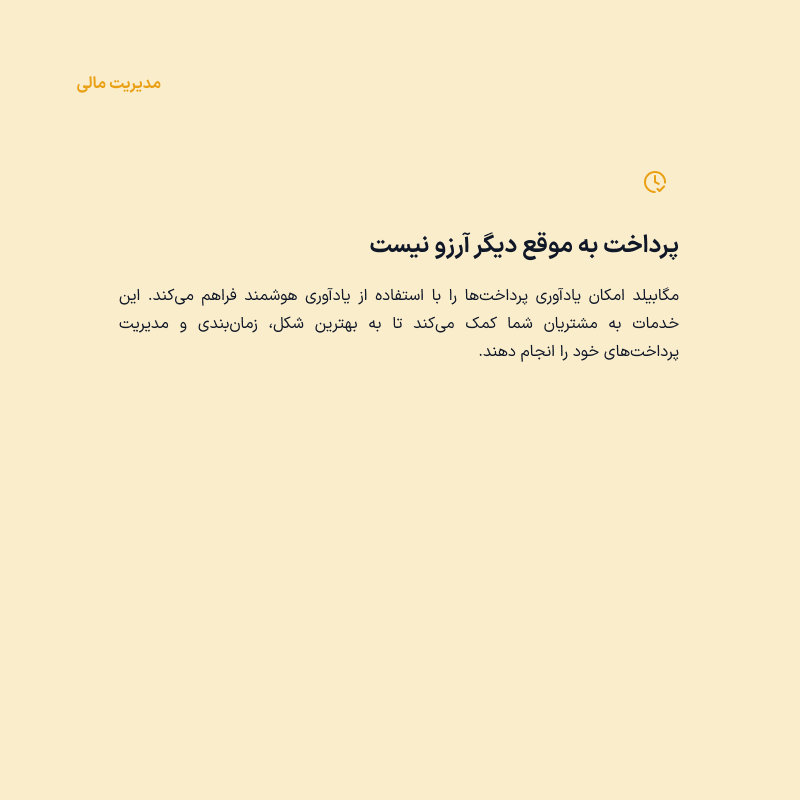 مدیریت مالی
پرداخت به موقع دیگر آرزو نیست
مگابیلد امکان یادآوری پرداخت‌ها را با استفاده از یادآوری هوشمند فراهم می‌کند. این
خدمات به مشتریان شما کمک می‌کند تا به بهترین شکل، زمان‌بندی و مدیریت
پرداخت‌های خود را انجام دهند.